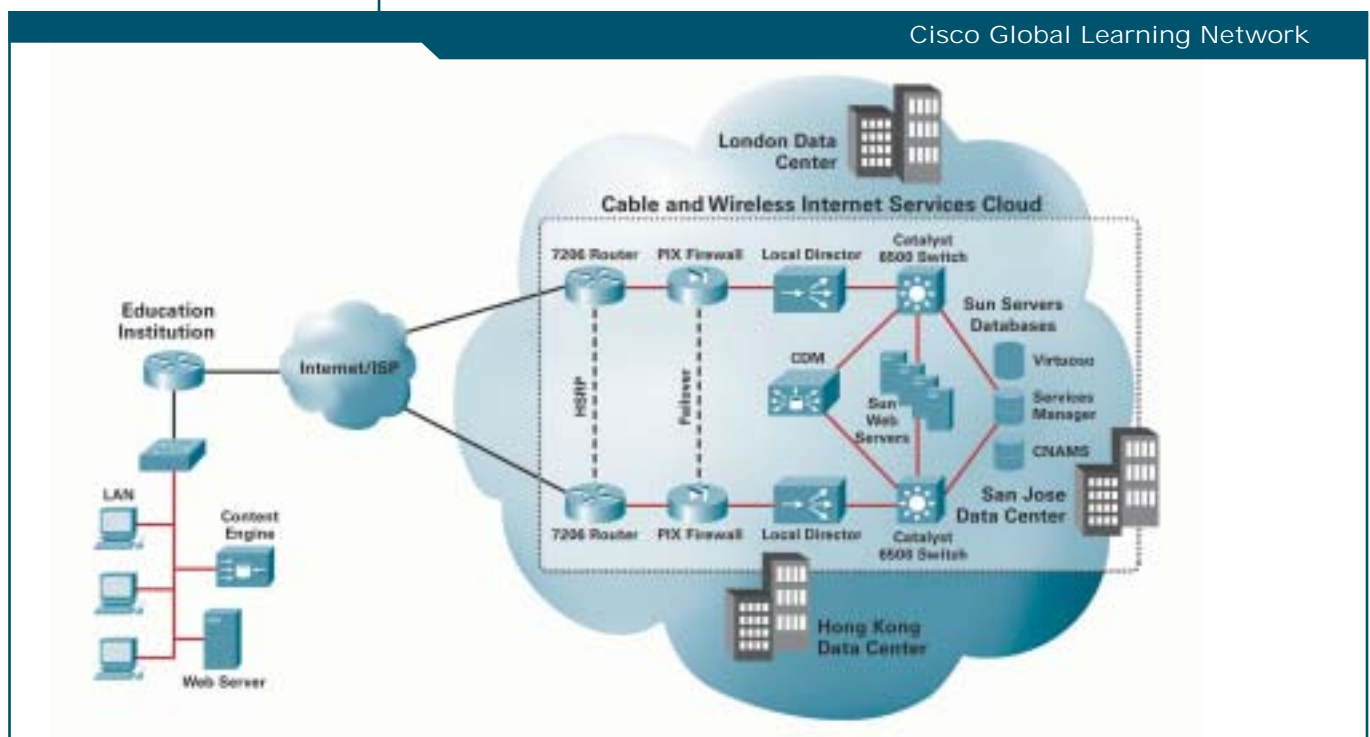 Cisco Global Learning Network
London Data
Center
Cable and Wireless Internet Services Cloud
7206 Router
PIX Firewall
Local Director
Catalyst
6500 Switch
Education
Institution
Internet/ISP
Sun Servers
Databases
CDM
Virtuoso
HSRP
Failover
Sun
Web
Servers
Services
Manager
CNAMS
LAN
Content
Engine
San Jose
Data Center
7206 Router
PIX Firewall
Local Director
Catalyst
6500 Switch
Hong Kong
Data Center
Web Server